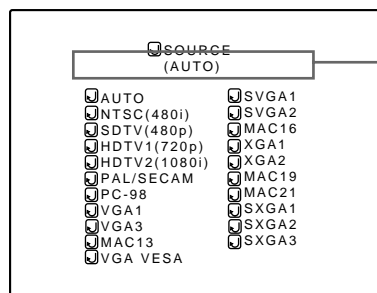 SOURCE
(AUTO)
AUTO
NTSC(480i)
SDTV(480p)
HDTV1(720p)
HDTV2(1080i)
PAL/SECAM
PC-98
VGA1
VGA3
MAC13
VGA VESA
SVGA1
SVGA2
MAC16
XGA1
XGA2
MAC19
MAC21
SXGA1
SXGA2
SXGA3